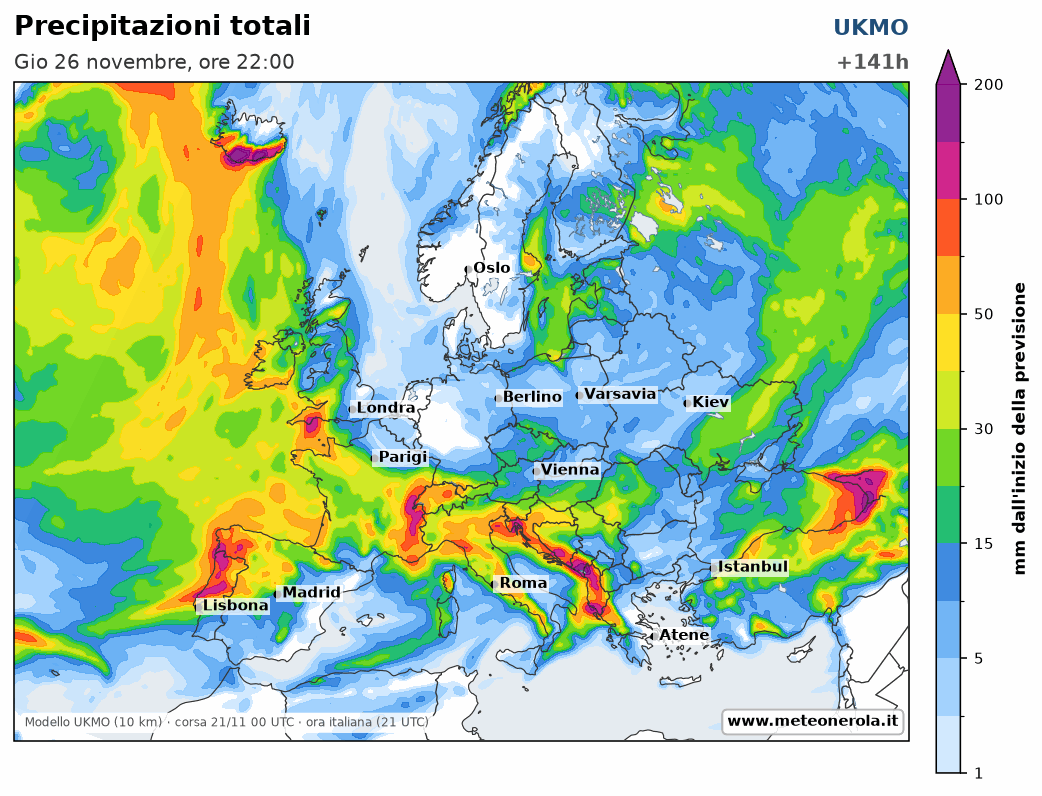 Precipitazioni totali
UKMO
Gio 26 novembre, ore 22:00
+141h
200
100
50
30
15
5
1
mm dall'inizio della previsione
Oslo
Londra
Berlino
Varsavia
Kiev
Parigi
Vienna
Istanbul
Roma
Madrid
Lisbona
Atene
Modello UKMO (10 km) · corsa 21/11 00 UTC · ora italiana (21 UTC)
www.meteonerola.it